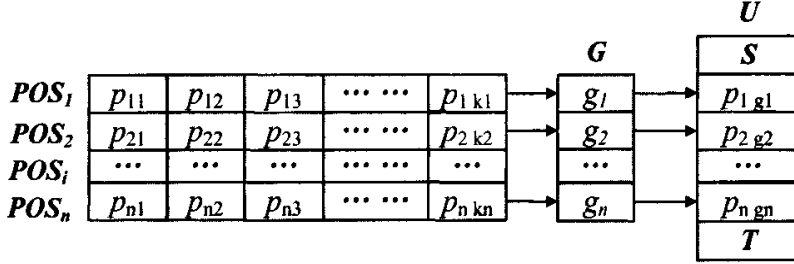 U
G S
POS1 p11 p12 p13 ... ... p1 k1 g1 p1 g1
POS2 p21 p22 p23 ... ... p2 k2 g2 p2 g2
POSi ... ... ... ... ... ... ... ...
POSn pn1 pn2 pn3 ... ... pn kn gn pn gn
T